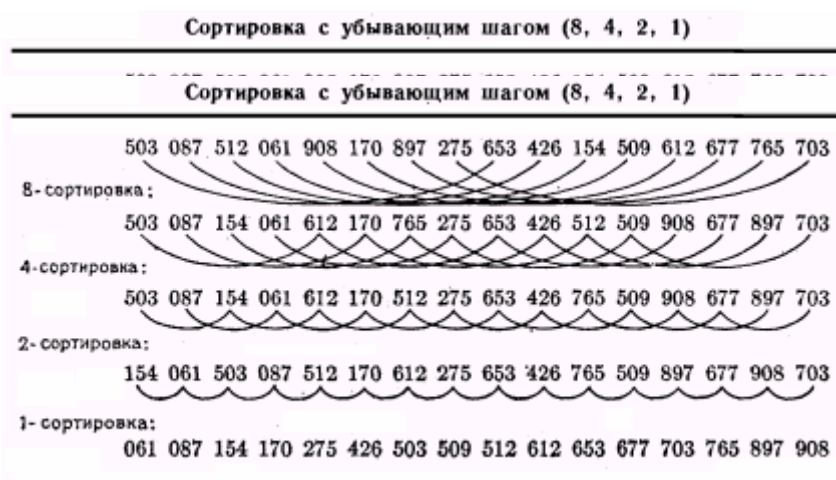 Сортировка с убывающим шагом (8, 4, 2, 1)
Сортировка с убывающим шагом (8, 4, 2, 1)
503 087 512 061 908 170 897 275 653 426 154 509 612 677 765 703
8-сортировка:
503 087 154 061 612 170 765 275 653 426 512 509 908 677 897 703
4-сортировка:
503 087 154 061 612 170 512 275 653 426 765 509 908 677 897 703
2-сортировка:
154 061 503 087 512 170 612 275 653 426 765 509 897 677 908 703
1-сортировка:
061 087 154 170 275 426 503 509 512 612 653 677 703 765 897 908